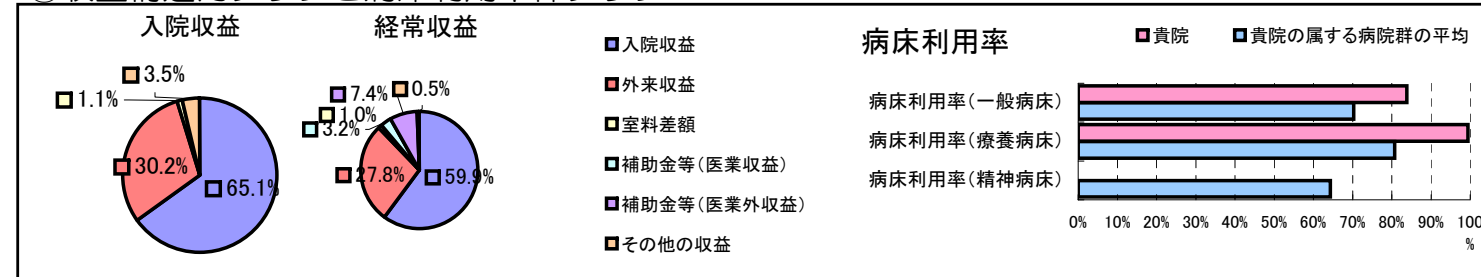 入院収益
3.5%
1.1%
30.2%
65.1%
経常収益
0.5%
7.4%
1.0%
3.2%
27.8%
59.9%
入院収益
外来収益
室料差額
補助金等(医業収益)
補助金等(医業外収益)
その他の収益
病床利用率
貴院 貴院の属する病院群の平均
病床利用率(一般病床)
病床利用率(療養病床)
病床利用率(精神病床)
0% 10% 20% 30% 40% 50% 60% 70% 80% 90% 100
%